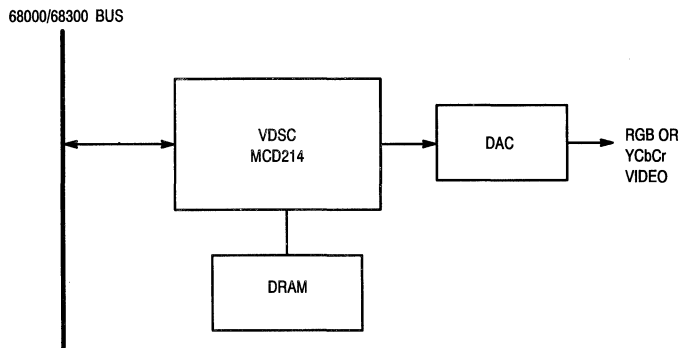 68000/68300 BUS
VDSC
MCD214
DAC
RGB OR
YCbCr
VIDEO
DRAM